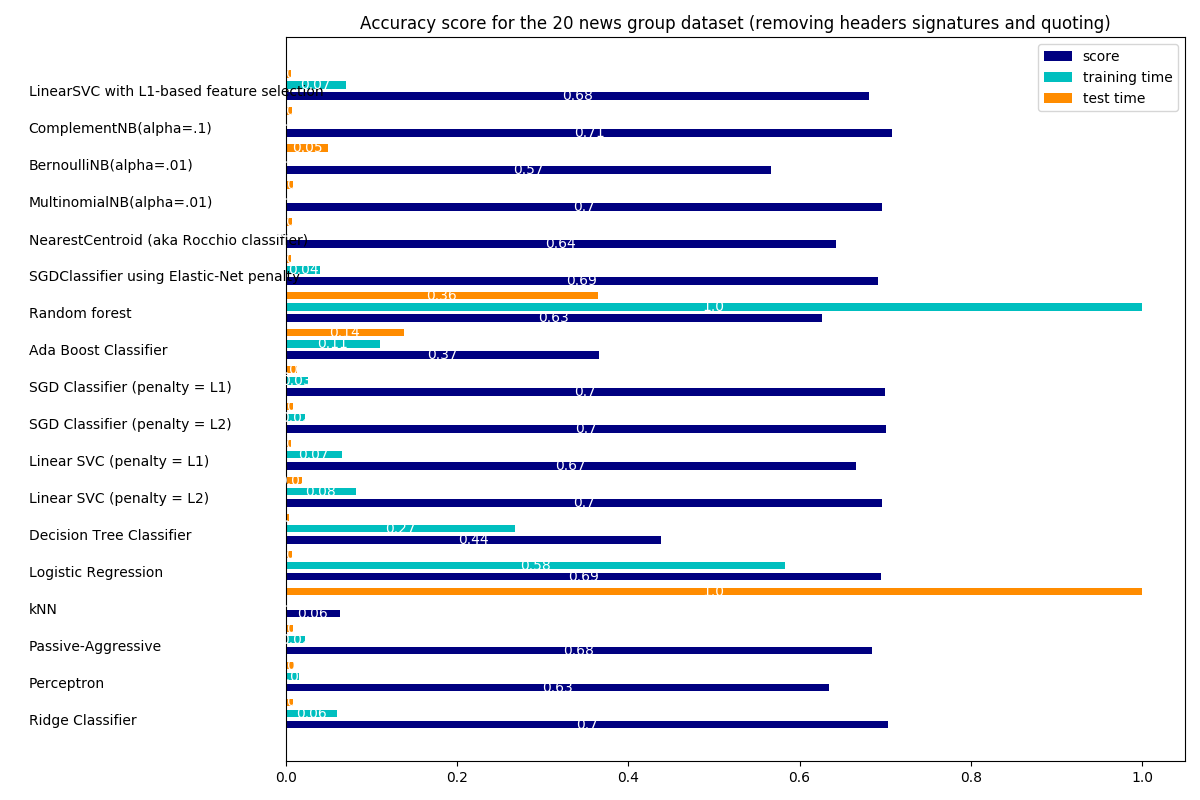 Accuracy score for the 20 news group dataset (removing headers signatures and quoting)
score
training time
test time
0.07
LinearSVC with L1-based feature selection
0.68
ComplementNB(alpha=.1)
0.71
0.05
BernoulliNB(alpha=.01)
0.57
MultinomialNB(alpha=.01)
0.7
NearestCentroid (aka Rocchio classifier)
0.64
0.04
SGDClassifier using Elastic-Net penalty
0.69
0.36
1.0
Random forest
0.63
0.14
0.11
Ada Boost Classifier
0.37
0.03
SGD Classifier (penalty = L1)
0.7
SGD Classifier (penalty = L2)
0.7
0.07
Linear SVC (penalty = L1)
0.67
0.08
Linear SVC (penalty = L2)
0.7
0.27
Decision Tree Classifier
0.44
0.58
Logistic Regression
0.69
1.0
kNN
0.06
Passive-Aggressive
0.68
Perceptron
0.63
0.06
Ridge Classifier
0.7
0.0 0.2 0.4 0.6 0.8 1.0